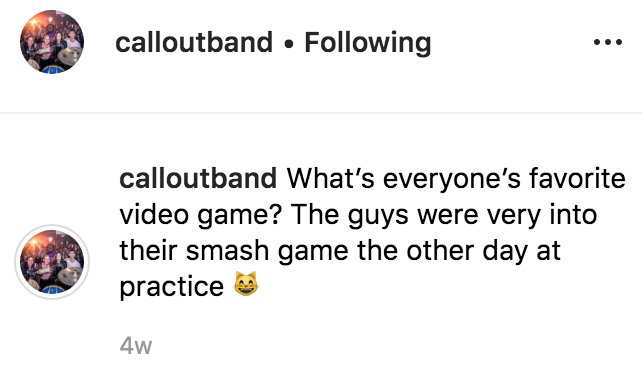 calloutband • Following
calloutband What’s everyone’s favorite
video game? The guys were very into
their smash game the other day at
practice 😸
4w